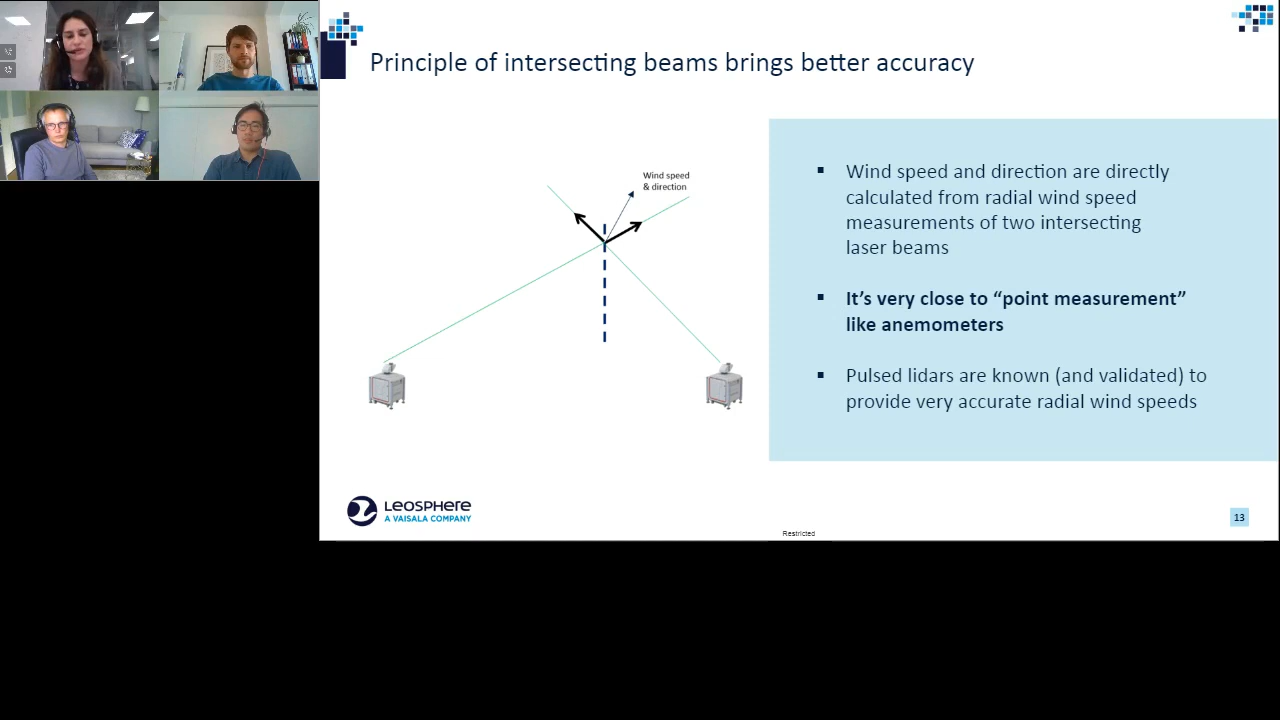 Principle of intersecting beams brings better accuracy
Wind speed
& direction
▪ Wind speed and direction are directly
calculated from radial wind speed
measurements of two intersecting
laser beams
▪ It's very close to “point measurement”
like anemometers
▪ Pulsed lidars are known (and validated) to
provide very accurate radial wind speeds
LEOSPHERE
A VAISALA COMPANY
13
Restricted